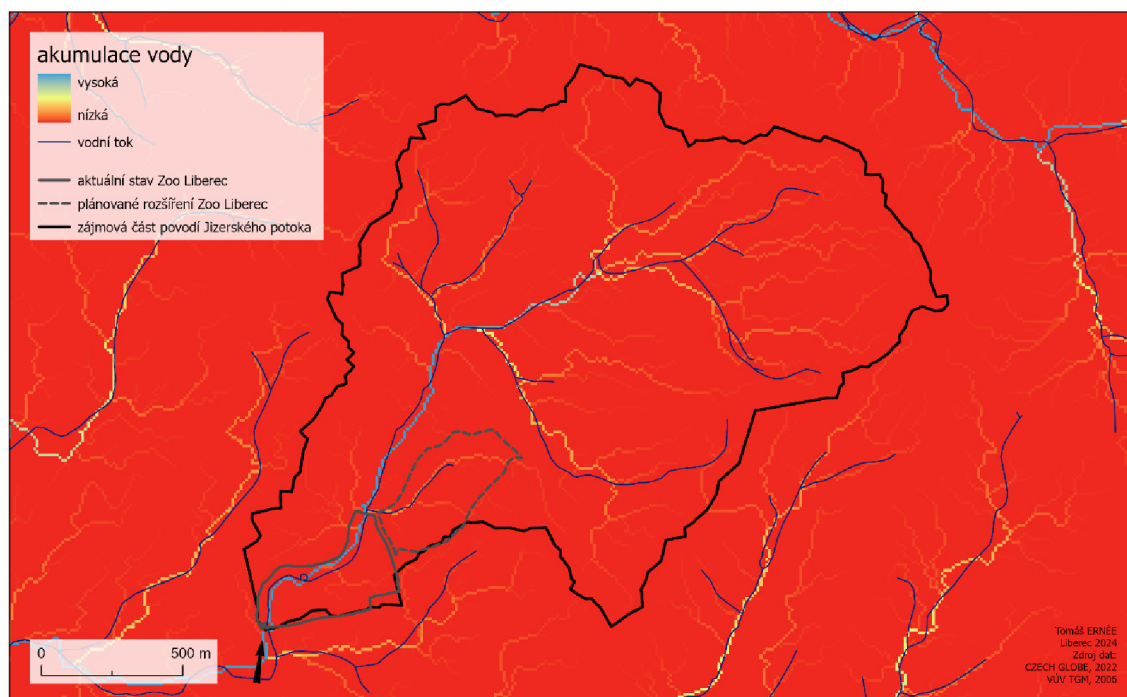 akumulace vody
vysoká
nízká
vodní tok
aktuální stav Zoo Liberec
plánované rozšíření Zoo Liberec
zájmová část povodí Jizerského potoka
0 500 m
Tomáš ERNÉE
Liberec 2024
Zdroj dat:
CZECH GLOBE, 2022
VÚV TGM, 2006